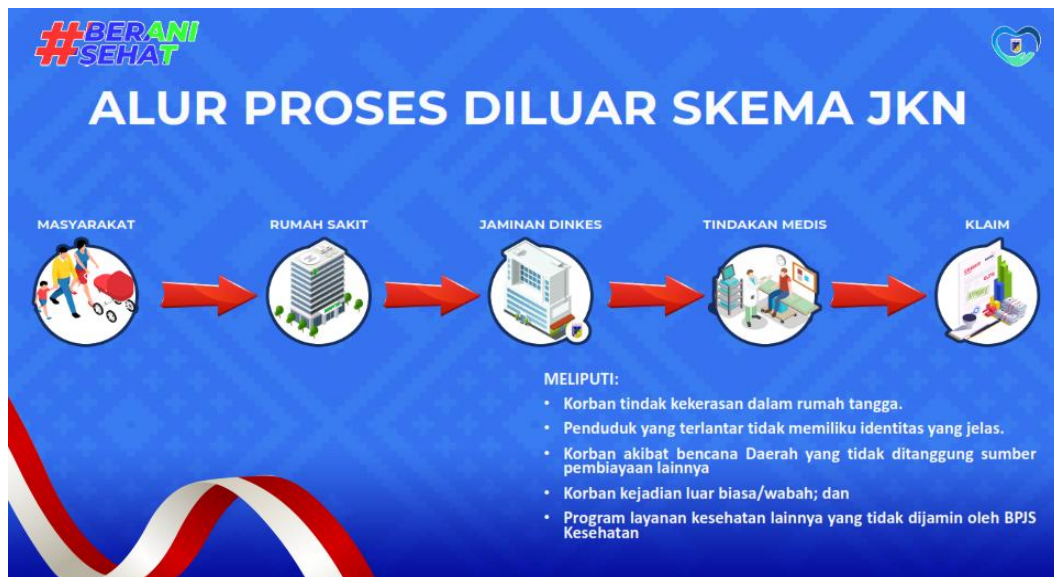 #BERANI
SEHAT
ALUR PROSES DILUAR SKEMA JKN
MASYARAKAT
RUMAH SAKIT
JAMINAN DINKES
TINDAKAN MEDIS
KLAIM
MELIPUTI:
• Korban tindak kekerasan dalam rumah tangga.
• Penduduk yang terlantar tidak memiliku identitas yang jelas.
• Korban akibat bencana Daerah yang tidak ditanggung sumber
pembiayaan lainnya
• Korban kejadian luar biasa/wabah; dan
• Program layanan kesehatan lainnya yang tidak dijamin oleh BPJS
Kesehatan